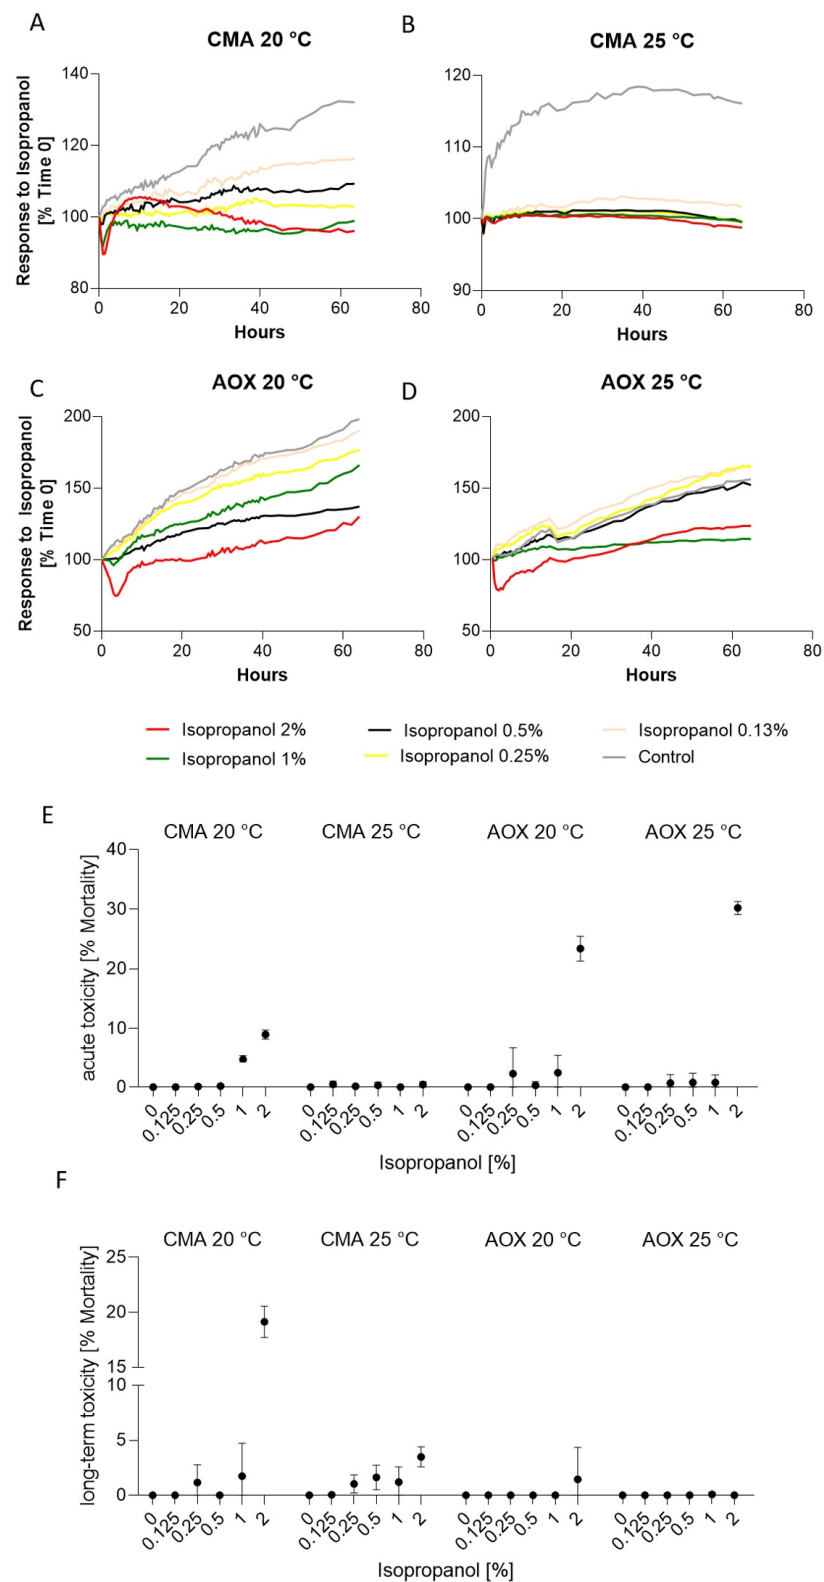 A
CMA 20 °C
Response to Isopropanol
[% Time 0]
140
120
100
80
0
20
40
60
80
Hours
B
CMA 25 °C
120
110
100
90
0
20
40
60
80
Hours
C
AOX 20 °C
Response to Isopropanol
[% Time 0]
200
150
100
50
0
20
40
60
80
Hours
D
AOX 25 °C
200
150
100
50
0
20
40
60
80
Hours
Isopropanol 2%
Isopropanol 0.5%
Isopropanol 0.13%
Isopropanol 1%
Isopropanol 0.25%
Control
E
CMA 20 °C
CMA 25 °C
AOX 20 °C
AOX 25 °C
acute toxicity [% Mortality]
40
30
20
10
0
0
0.125
0.25
0.5
1
2
0
0.125
0.25
0.5
1
2
0
0.125
0.25
0.5
1
2
0
0.125
0.25
0.5
1
2
Isopropanol [%]
F
CMA 20 °C
CMA 25 °C
AOX 20 °C
AOX 25 °C
long-term toxicity [% Mortality]
25
20
15
10
5
0
0
0.125
0.25
0.5
1
2
0
0.125
0.25
0.5
1
2
0
0.125
0.25
0.5
1
2
0
0.125
0.25
0.5
1
2
Isopropanol [%]